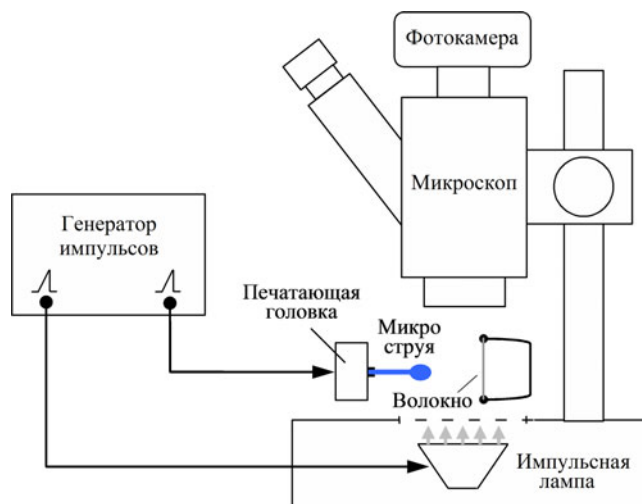 Фотокамера
Микроскоп
Генератор
импульсов
Печатающая
головка
Микро
струя
Волокно
Импульсная
лампа